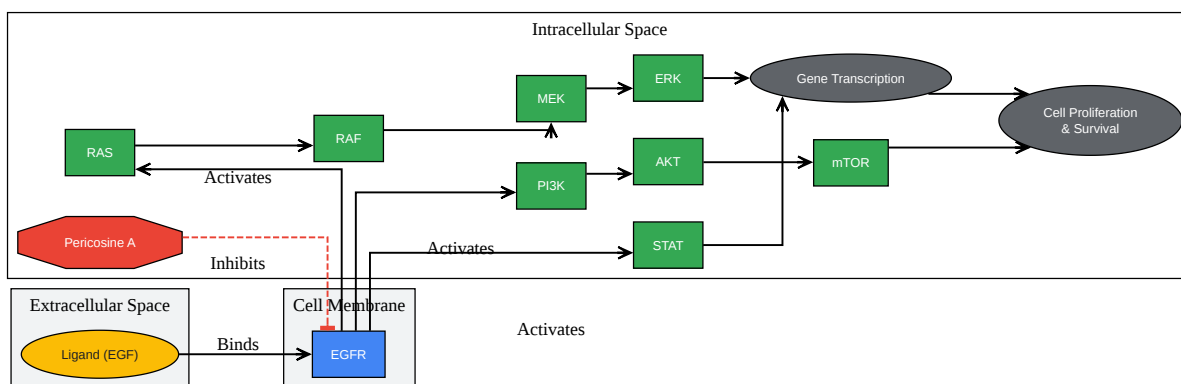 Intracellular Space
ERK
Gene Transcription
MEK
Cell Proliferation
& Survival
RAF
RAS
AKT
mTOR
Activates
PI3K
Pericosine A
Activates
STAT
Inhibits
Extracellular Space
Cell Membrane
Activates
Binds
Ligand (EGF)
EGFR